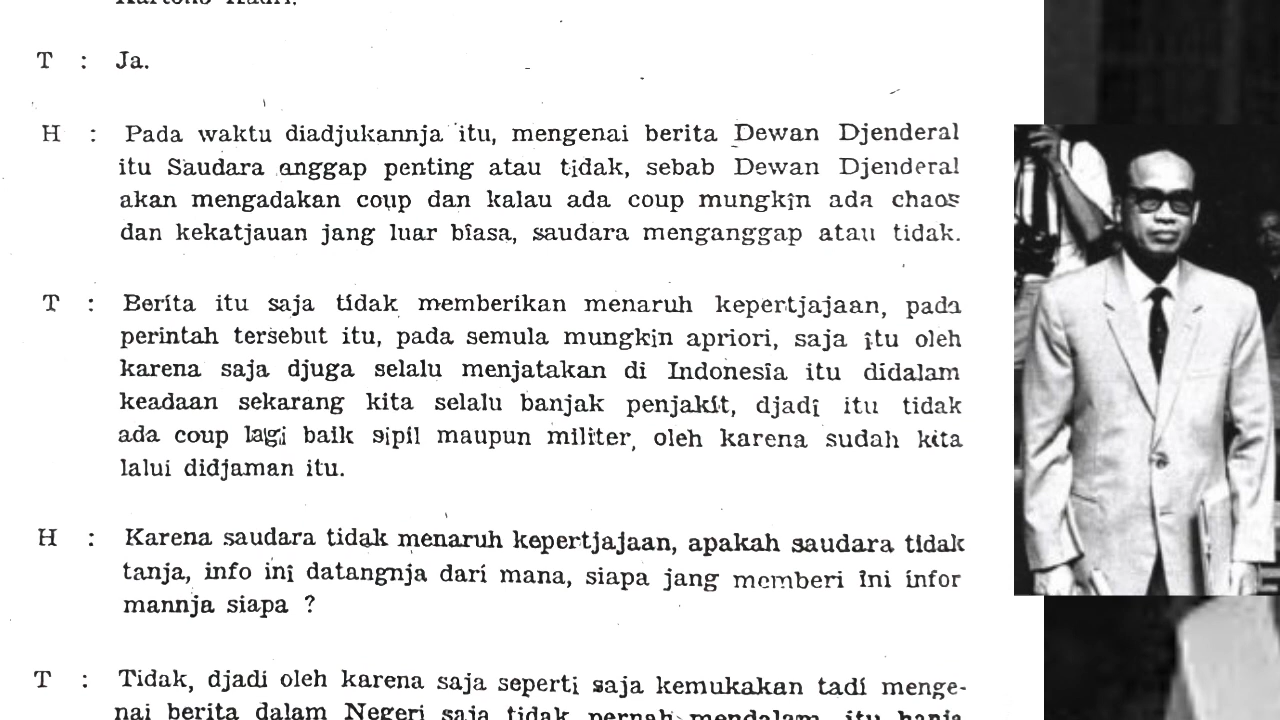 Kartono Kadri.
T : Ja.
H : Pada waktu diadjukannja itu, mengenai berita Dewan Djenderal
itu Saudara anggap penting atau tidak, sebab Dewan Djenderal
akan mengadakan coup dan kalau ada coup mungkin ada chaos
dan kekatjauan jang luar biasa, saudara menganggap atau tidak.
T : Berita itu saja tidak memberikan menaruh kepertjajaan, pada
perintah tersebut itu, pada semula mungkin apriori, saja itu oleh
karena saja djuga selalu menjatakan di Indonesia itu didalam
keadaan sekarang kita selalu banjak penjakit, djadi itu tidak
ada coup lagi baik sipil maupun militer, oleh karena sudah kita
lalui didjaman itu.
H : Karena saudara tidak menaruh kepertjajaan, apakah saudara tidak
tanja, info ini datangnja dari mana, siapa jang memberi ini infor
mannja siapa ?
T : Tidak, djadi oleh karena saja seperti saja kemukakan tadi menge-
nai berita dalam Negeri saja tidak pernah mendalam, itu hanja